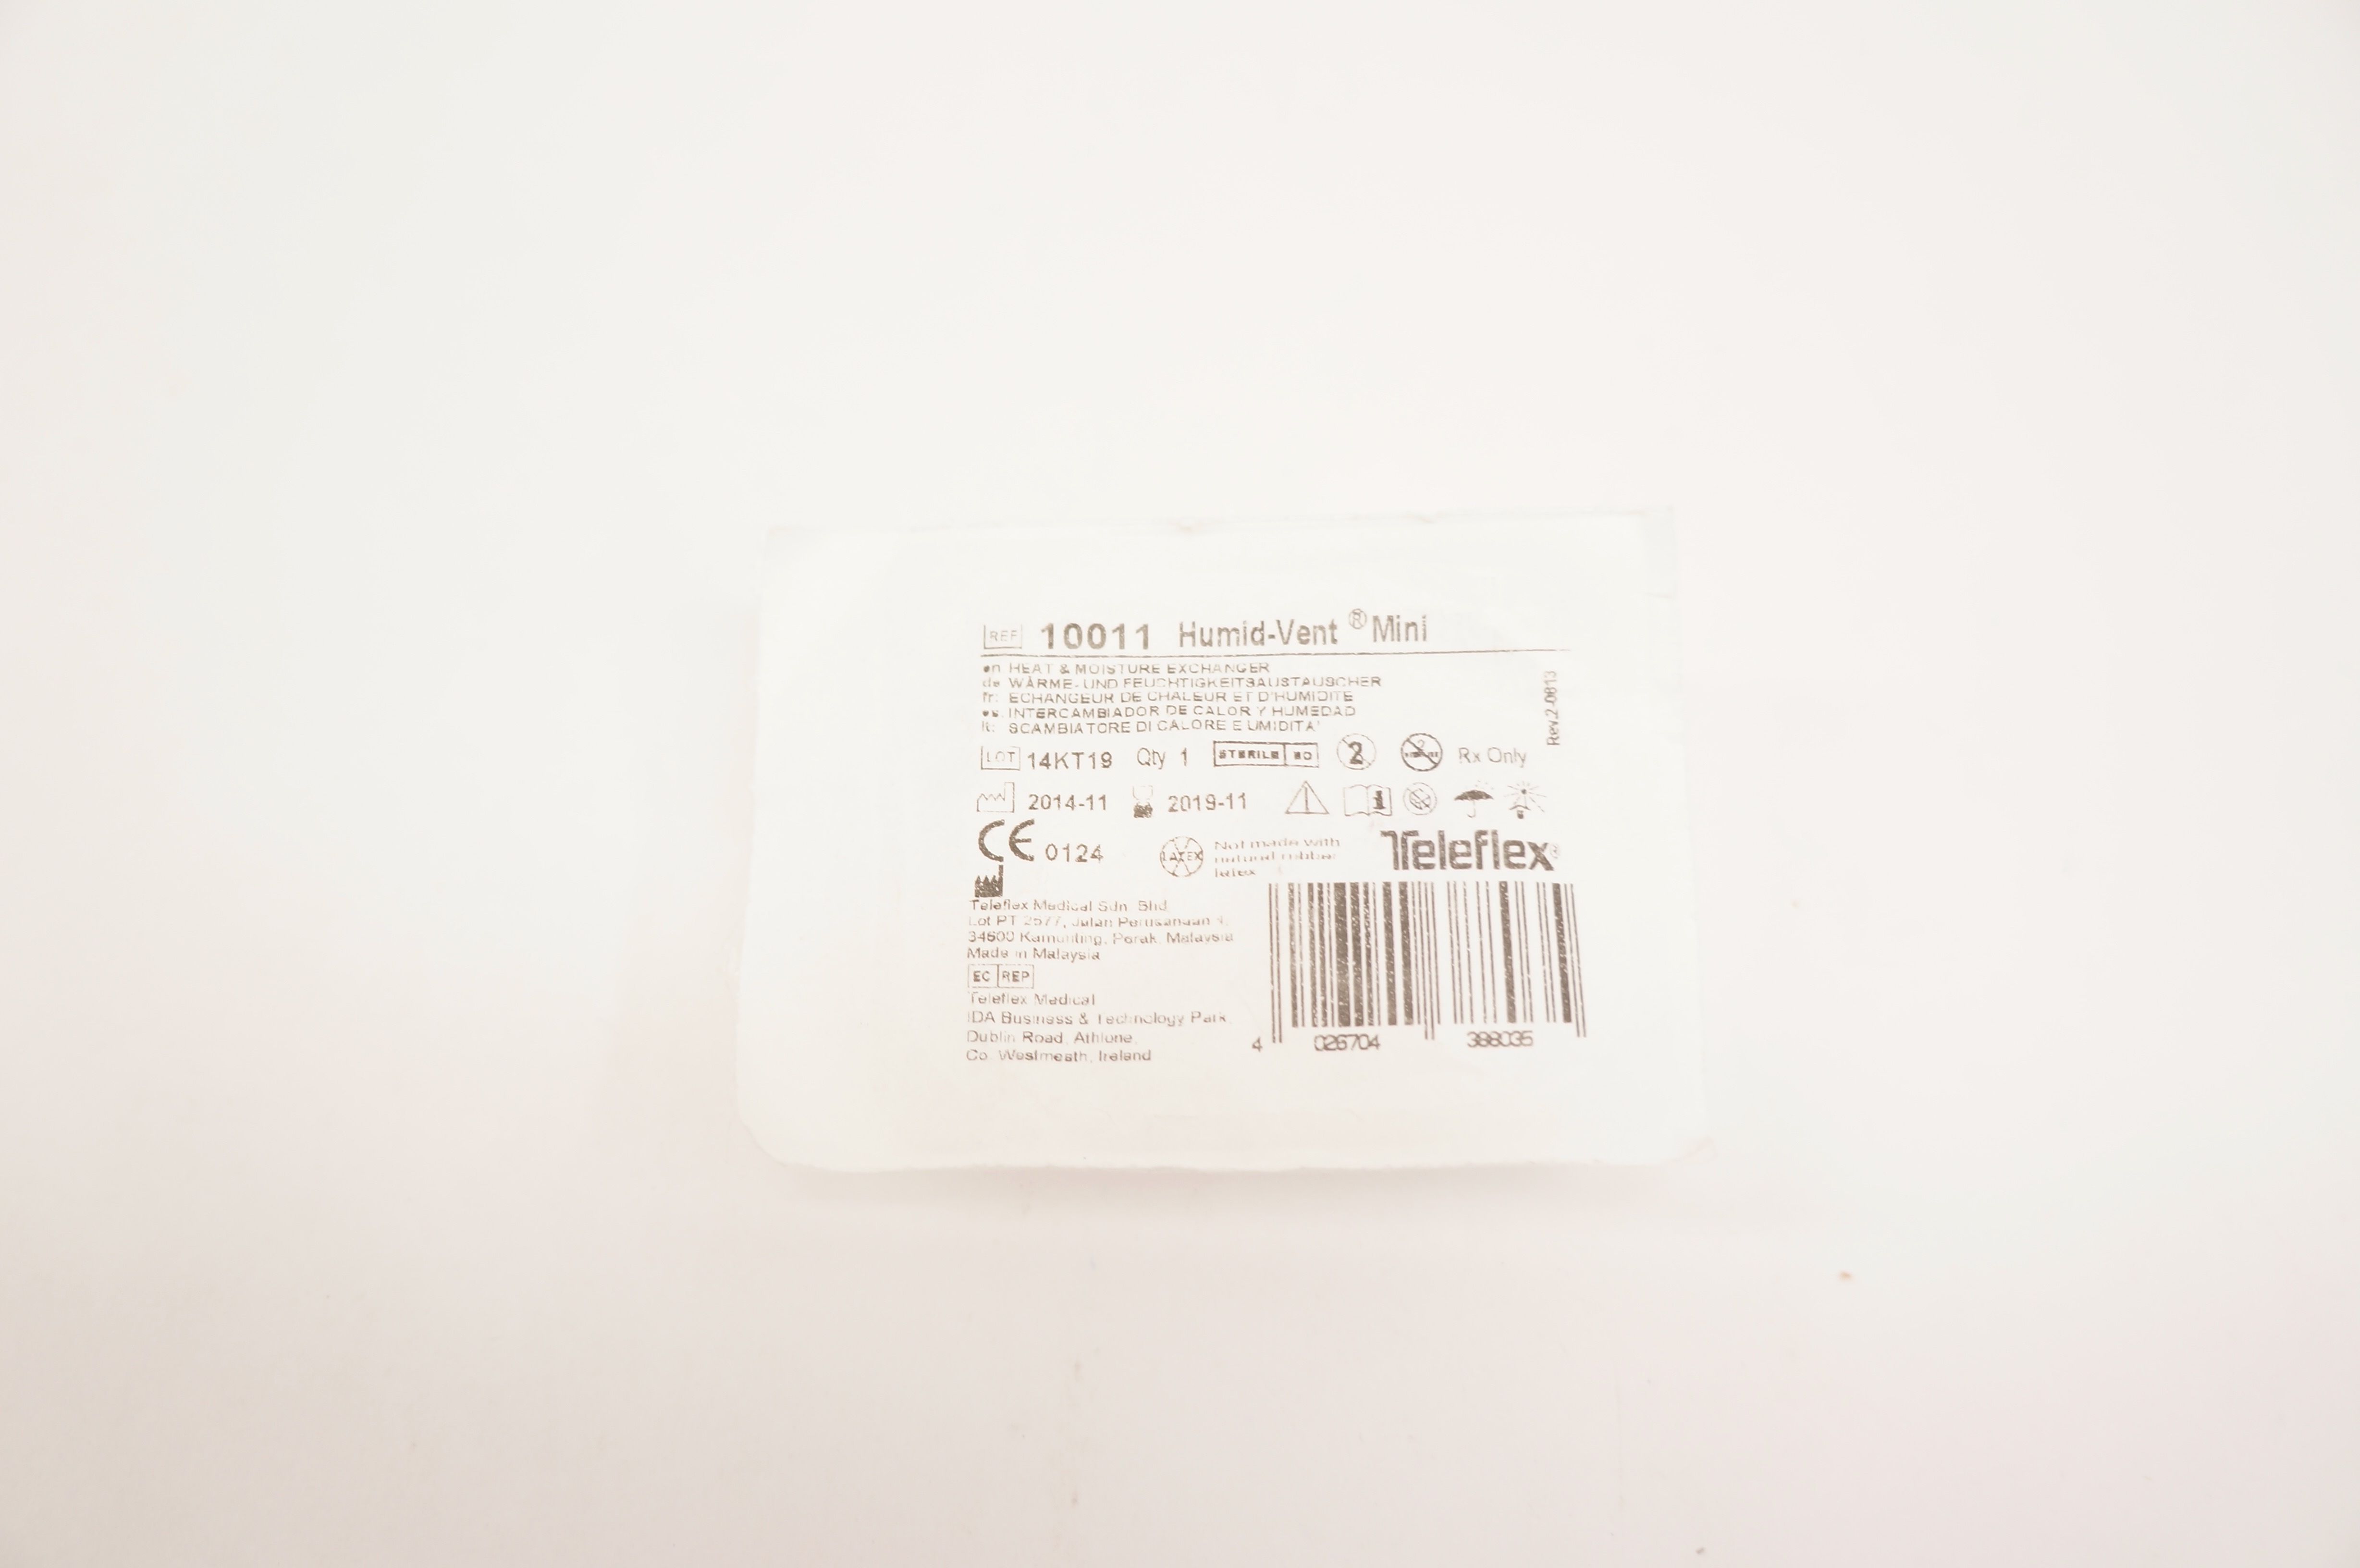 REF 10011 Humid-Vent ® Mini
en HEAT & MOISTURE EXCHANGER
de WÄRME- UND FEUCHTIGKEITSAUSTAUSCHER
fr: ECHANGEUR DE CHALEUR ET D'HUMIDITE
es. INTERCAMBIADOR DE CALOR Y HUMEDAD
it: SCAMBIATORE DI CALORE E UMIDITA'
Rev.2-0813
LOT 14KT19 Qty 1 STERILE EO 2 2 Rx Only
2014-11 2019-11
CE 0124 LATEX
Not made with
natural rubber
latex
Teleflex®
Teleflex Medical Sdn. Bhd.
Lot PT 2577, Jalan Perusahaan 4,
34600 Kamunting, Perak, Malaysia
Made in Malaysia
EC REP
Teleflex Medical
IDA Business & Technology Park
Dublin Road, Athlone,
Co. Westmeath, Ireland
4 026704 388035